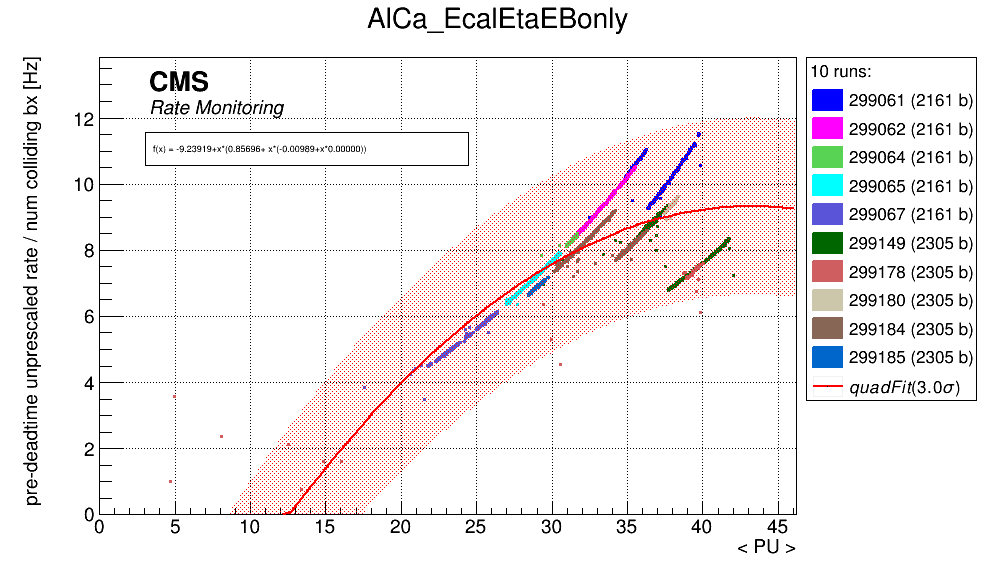 AlCa_EcalEtaEBonly
pre-deadtime unprescaled rate / num colliding bx [Hz]
CMS
Rate Monitoring
f(x) = -9.23919+x*(0.85696+ x*(-0.00989+x*0.00000))
12
10
8
6
4
2
0
0 5 10 15 20 25 30 35 40 45
< PU >
10 runs:
299061 (2161 b)
299062 (2161 b)
299064 (2161 b)
299065 (2161 b)
299067 (2161 b)
299149 (2305 b)
299178 (2305 b)
299180 (2305 b)
299184 (2305 b)
299185 (2305 b)
quadFit(3.0σ)